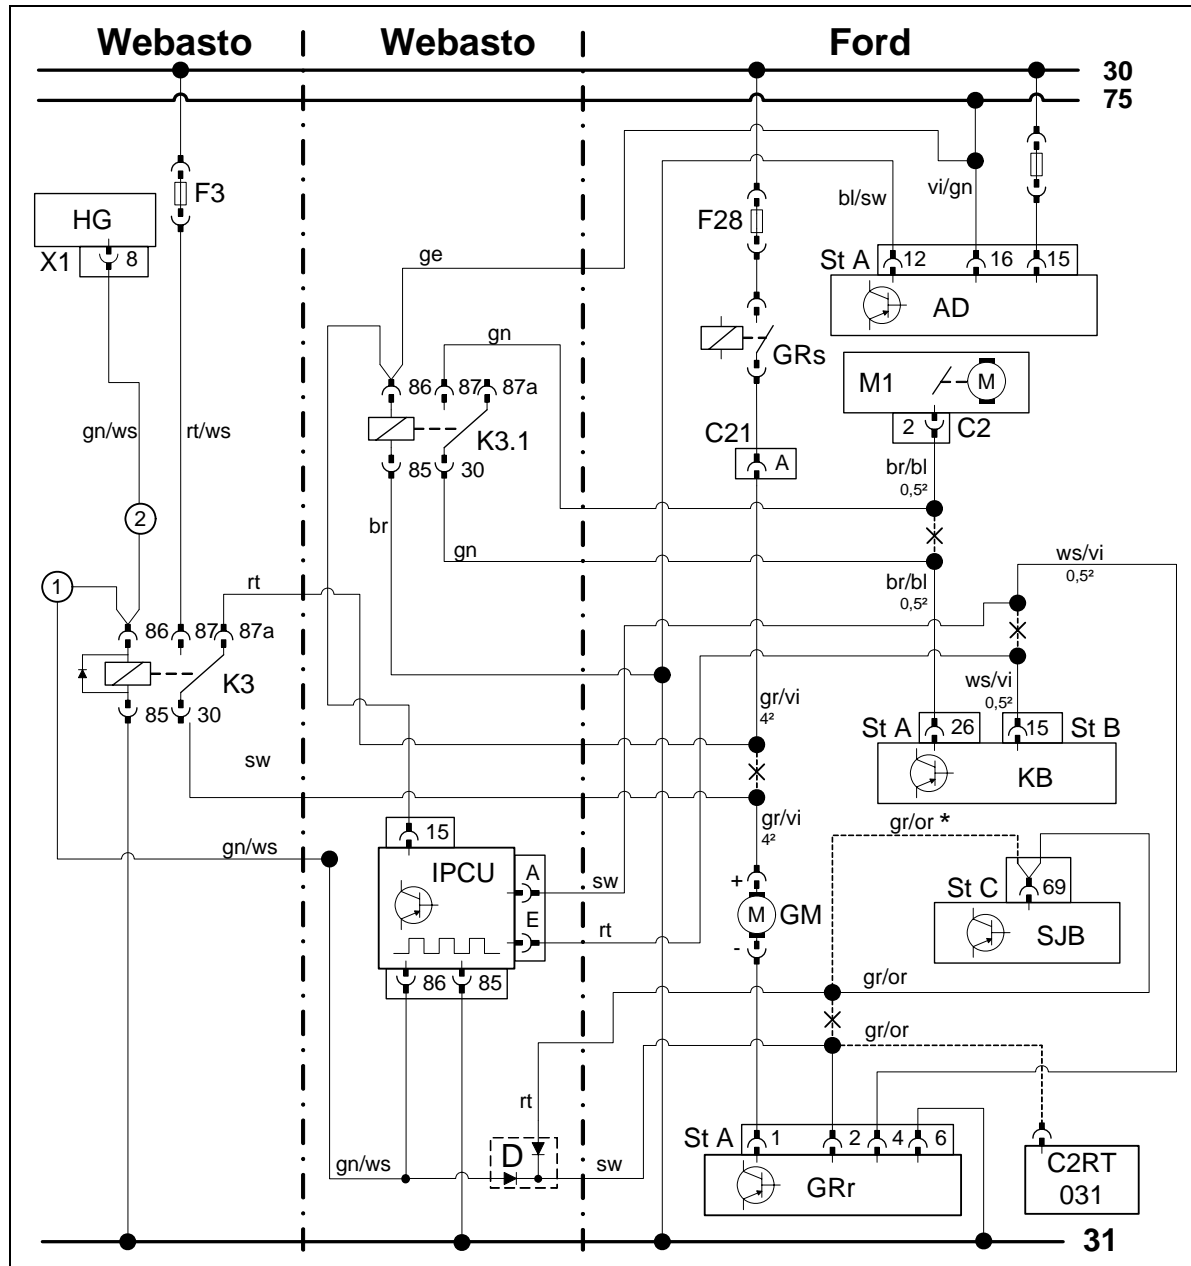 Webasto Webasto Ford
30
75
F3
HG
X1 8
ge
gn
bl/sw
vi/gn
F28
St A 12 16 15
AD
GRs
M1 M
2 C2
86 87 87a
K3.1
85 30
C21
A
gn/ws
rt/ws
br/bl
0,5²
2
br
gn
ws/vi
0,5²
br/bl
0,5²
1
rt
86 87 87a
K3
85 30
sw
gr/vi
4²
ws/vi
0,5²
St A 26 15 St B
KB
gr/vi
4²
gr/or *
15
IPCU
A
E
86 85
gn/ws
sw
rt
+
M GM
-
St C 69
SJB
gr/or
gr/or
rt
gn/ws
D
sw
St A 1 2 4 6
GRr
C2RT
031
31